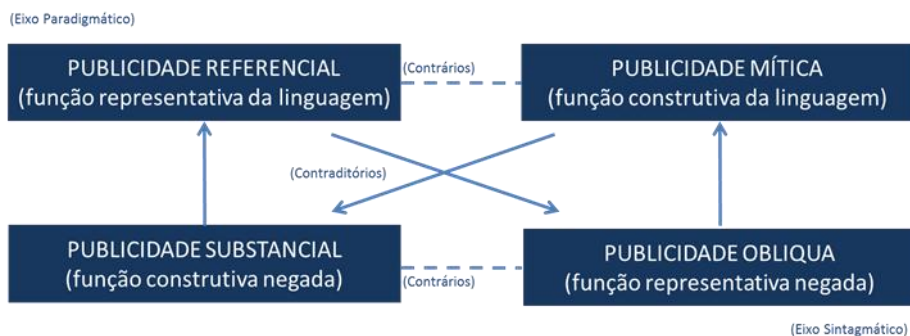 (Eixo Paradigmático)
PUBLICIDADE REFERENCIAL
(função representativa da linguagem)
(Contrários)
PUBLICIDADE MÍTICA
(função construtiva da linguagem)
(Contraditórios)
PUBLICIDADE SUBSTANCIAL
(função construtiva negada)
(Contrários)
PUBLICIDADE OBLIQUA
(função representativa negada)
(Eixo Sintagmático)